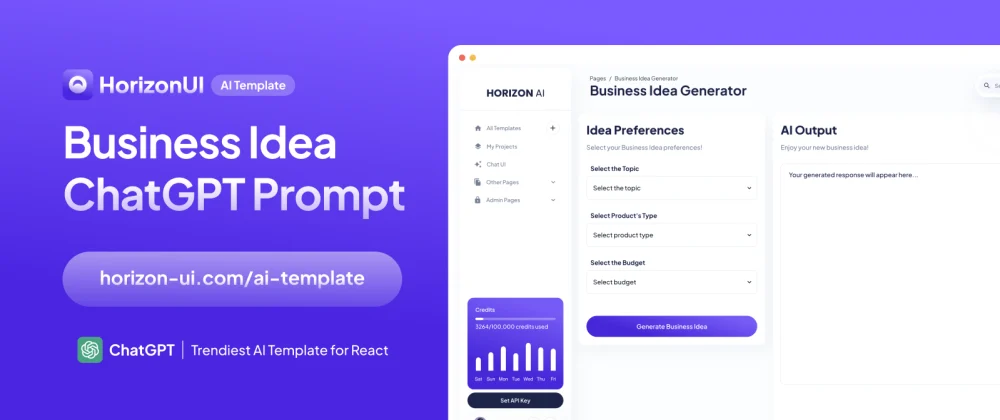 HorizonUI
AI Template
Business Idea
ChatGPT Prompt
horizon-ui.com/ai-template
ChatGPT | Trendiest AI Template for React
HORIZON AI
All Templates +
My Projects
Chat UI
Other Pages
Admin Pages
Credits
3264/100.000 credits used
Sat Sun Mon Tue Wed Thu Fri
Set API Key
Pages / Business Idea Generator
Business Idea Generator
Idea Preferences
Select your Business Idea preferences!
Select the Topic
Select the topic
Select Product's Type
Select product type
Select the Budget
Select budget
Generate Business Idea
AI Output
Enjoy your new business idea!
Your generated response will appear here...